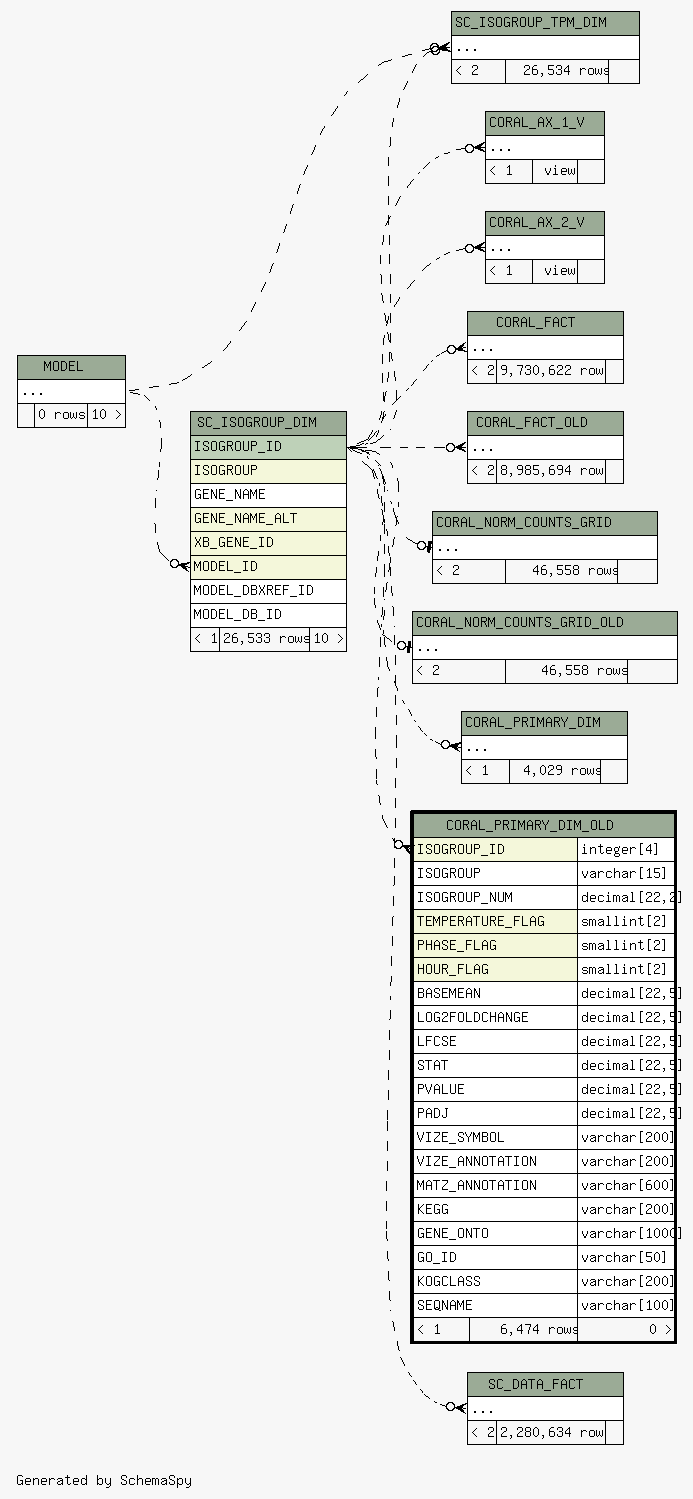 SC_ISOGROUP_TPM_DIM
...
< 2 26,534 rows
CORAL_AX_1_V
...
< 1 view
CORAL_AX_2_V
...
< 1 view
CORAL_FACT
...
< 2 9,730,622 row
MODEL
...
0 rows 10 >
SC_ISOGROUP_DIM
ISOGROUP_ID
ISOGROUP
GENE_NAME
GENE_NAME_ALT
XB_GENE_ID
MODEL_ID
MODEL_DBXREF_ID
MODEL_DB_ID
< 1 26,533 rows 10 >
CORAL_FACT_OLD
...
< 2 8,985,694 row
CORAL_NORM_COUNTS_GRID
...
< 2 46,558 rows
CORAL_NORM_COUNTS_GRID_OLD
...
< 2 46,558 rows
CORAL_PRIMARY_DIM
...
< 1 4,029 rows
CORAL_PRIMARY_DIM_OLD
ISOGROUP_ID integer[4]
ISOGROUP varchar[15]
ISOGROUP_NUM decimal[22,2]
TEMPERATURE_FLAG smallint[2]
PHASE_FLAG smallint[2]
HOUR_FLAG smallint[2]
BASEMEAN decimal[22,5]
LOG2FOLDCHANGE decimal[22,5]
LFCSE decimal[22,5]
STAT decimal[22,5]
PVALUE decimal[22,5]
PADJ decimal[22,5]
VIZE_SYMBOL varchar[200]
VIZE_ANNOTATION varchar[200]
MATZ_ANNOTATION varchar[600]
KEGG varchar[200]
GENE_ONTO varchar[1000]
GO_ID varchar[50]
KOGCLASS varchar[200]
SEQNAME varchar[100]
< 1 6,474 rows 0 >
SC_DATA_FACT
...
< 2 2,280,634 row
Generated by SchemaSpy